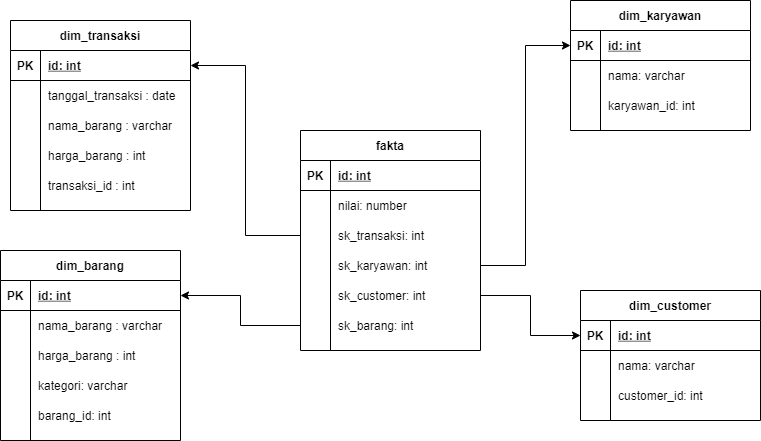 dim_transaksi
PK id: int
tanggal_transaksi : date
nama_barang : varchar
harga_barang : int
transaksi_id : int
dim_barang
PK id: int
nama_barang : varchar
harga_barang : int
kategori: varchar
barang_id: int
fakta
PK id: int
nilai: number
sk_transaksi: int
sk_karyawan: int
sk_customer: int
sk_barang: int
dim_karyawan
PK id: int
nama: varchar
karyawan_id: int
dim_customer
PK id: int
nama: varchar
customer_id: int